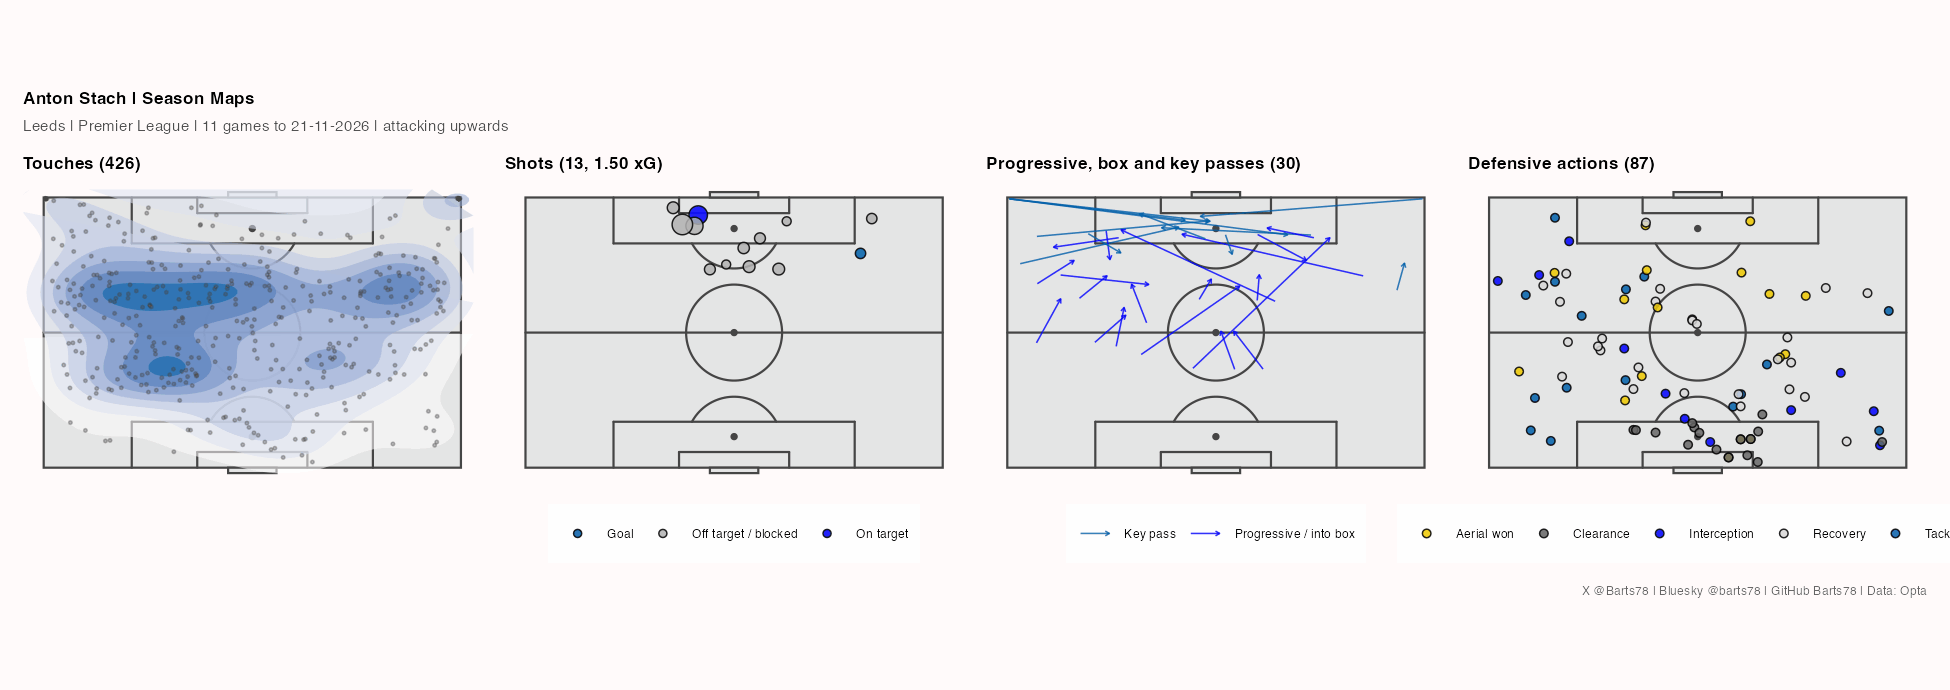 Anton Stach | Season Maps
Leeds | Premier League | 11 games to 21-11-2026 | attacking upwards
Touches (426)
Shots (13, 1.50 xG)
Progressive, box and key passes (30)
Defensive actions (87)
Goal
Off target / blocked
On target
Key pass
Progressive / into box
Aerial won
Clearance
Interception
Recovery
Tack
X @Barts78 | Bluesky @barts78 | GitHub Barts78 | Data: Opta